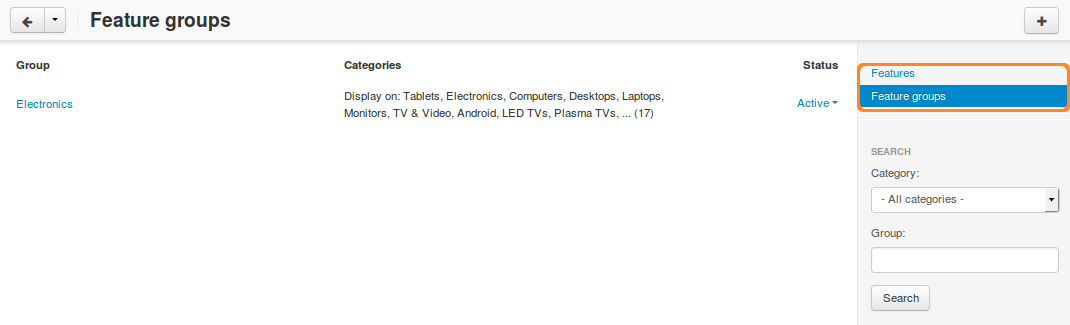 Feature groups
Group Categories Status
Electronics
Display on: Tablets, Electronics, Computers, Desktops, Laptops,
Monitors, TV & Video, Android, LED TVs, Plasma TVs, ... (17)
Active
Features
Feature groups
SEARCH
Category:
- All categories -
Group:
Search